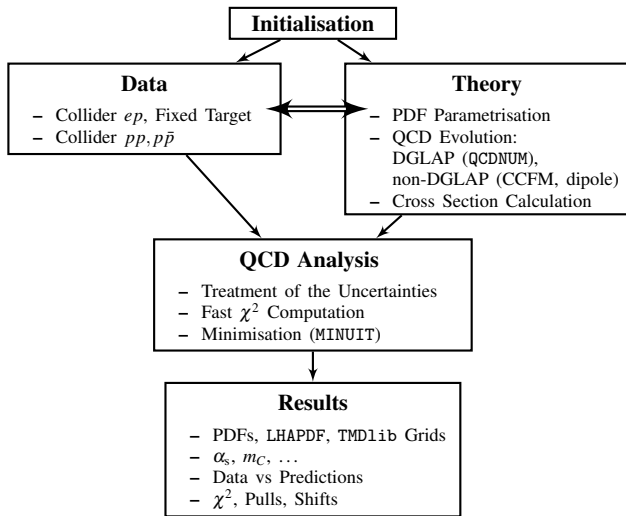 Initialisation
Data
– Collider ep, Fixed Target
– Collider pp, pp̄
Theory
– PDF Parametrisation
– QCD Evolution:
DGLAP (QCDNUM),
non-DGLAP (CCFM, dipole)
– Cross Section Calculation
QCD Analysis
– Treatment of the Uncertainties
– Fast χ² Computation
– Minimisation (MINUIT)
Results
– PDFs, LHAPDF, TMDlib Grids
– αₛ, m_C, …
– Data vs Predictions
– χ², Pulls, Shifts